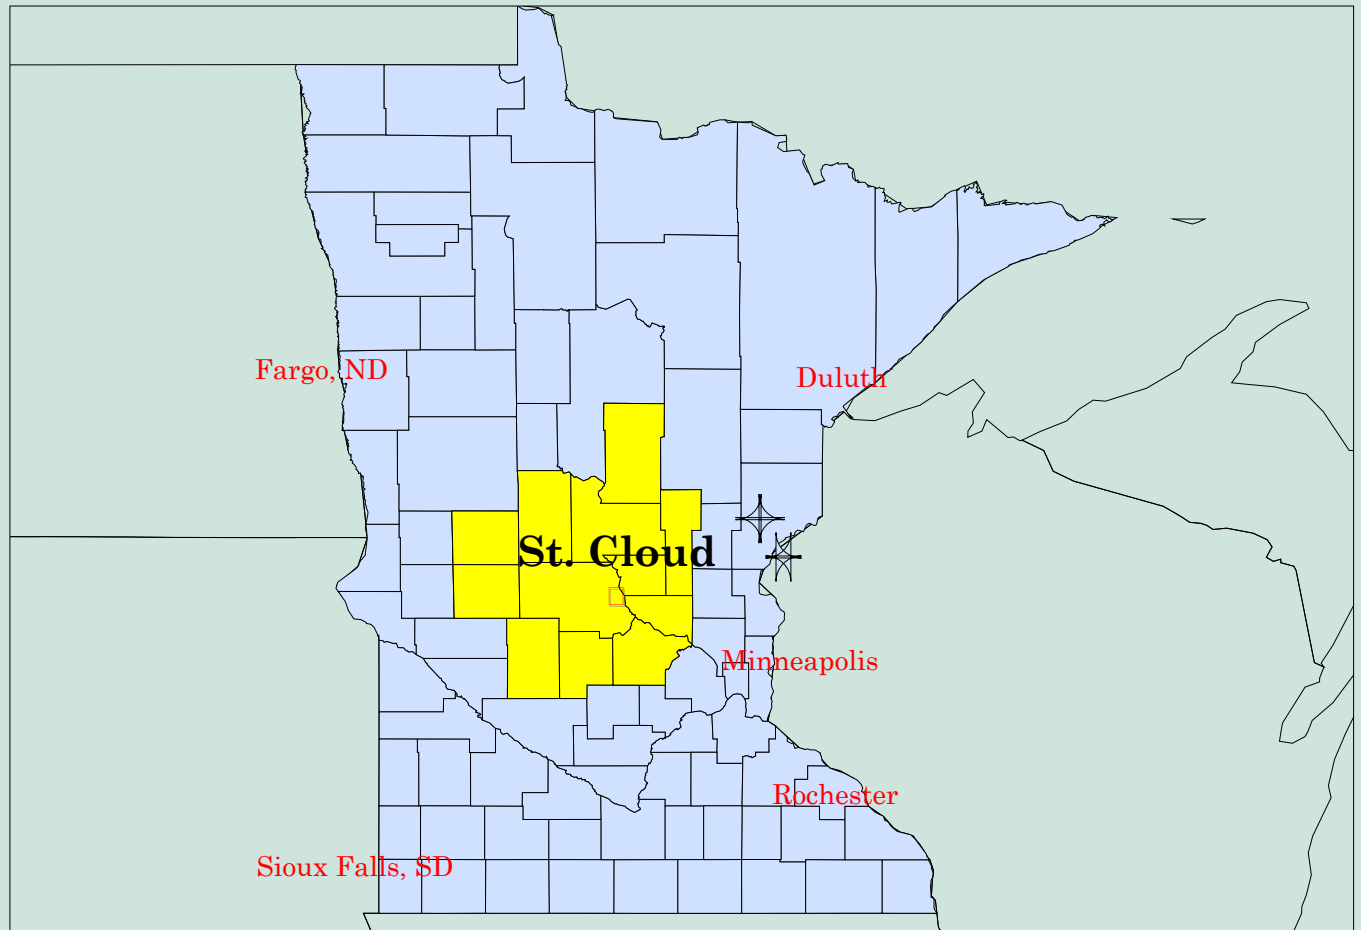 Fargo, ND
Duluth
St. Cloud
Minneapolis
Rochester
Sioux Falls, SD